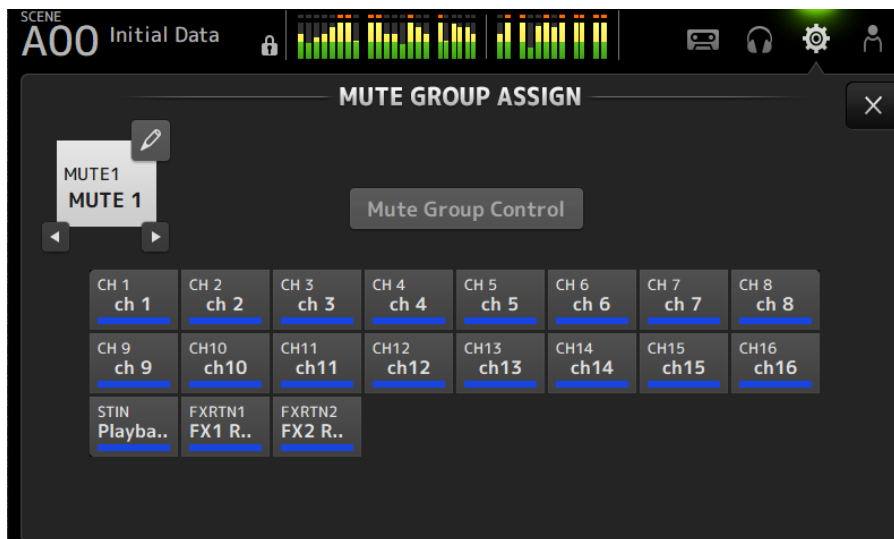 SCENE
A00 Initial Data
MUTE GROUP ASSIGN
MUTE1
MUTE 1
Mute Group Control
CH 1 CH 2 CH 3 CH 4 CH 5 CH 6 CH 7 CH 8
ch 1 ch 2 ch 3 ch 4 ch 5 ch 6 ch 7 ch 8
CH 9 CH10 CH11 CH12 CH13 CH14 CH15 CH16
ch 9 ch10 ch11 ch12 ch13 ch14 ch15 ch16
STIN FXRTN1 FXRTN2
Playba.. FX1 R.. FX2 R..